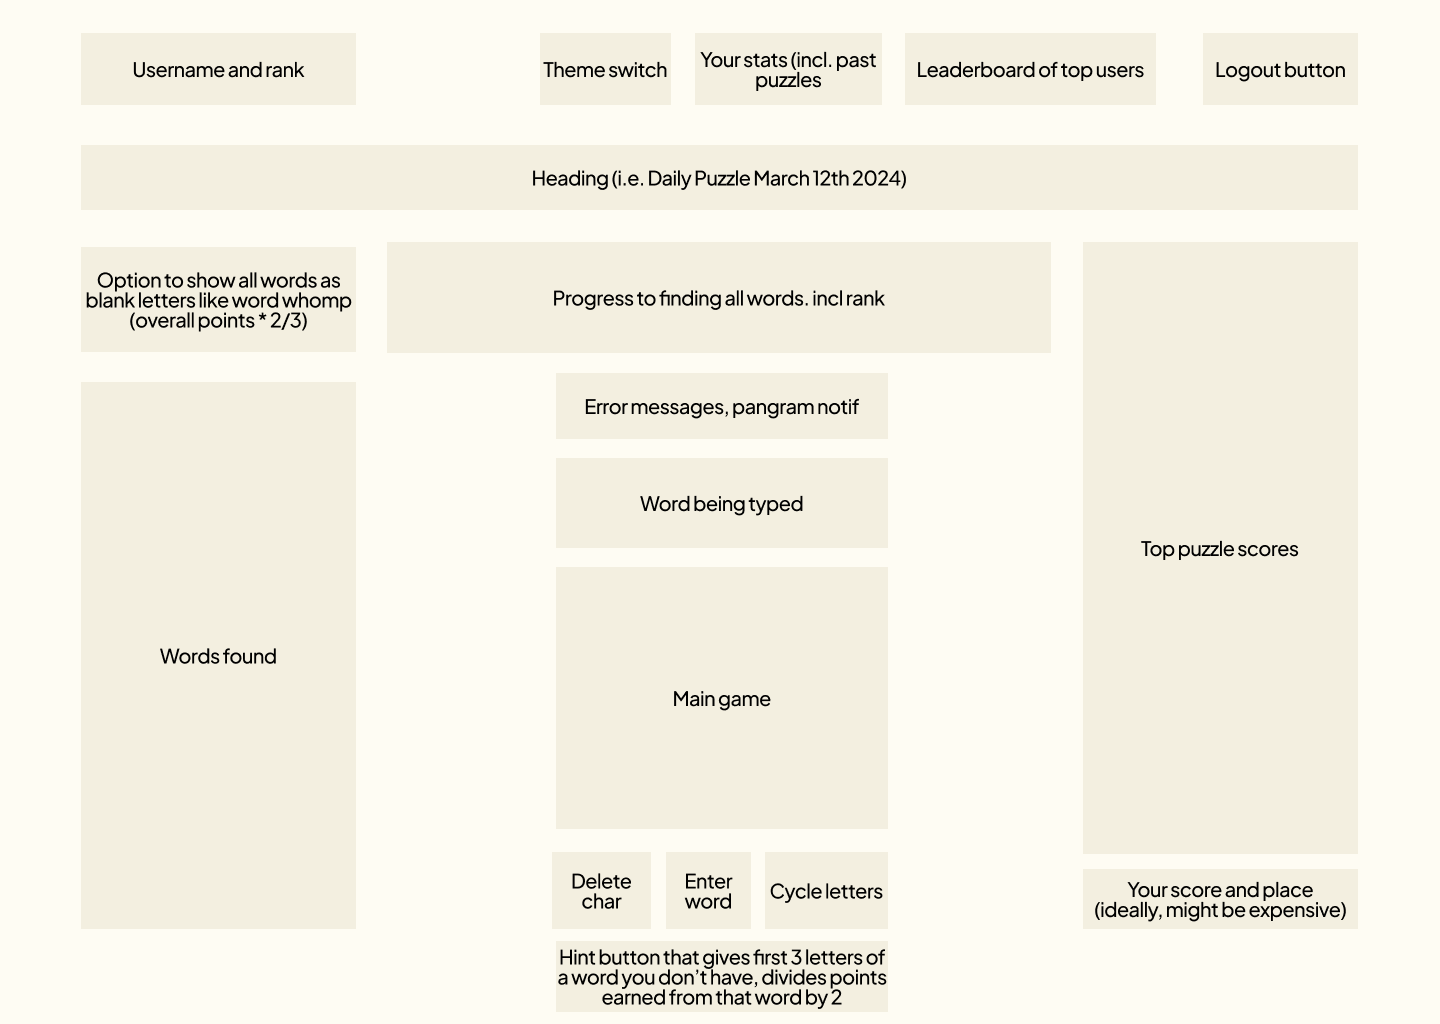 Username and rank
Theme switch
Your stats (incl. past
puzzles
Leaderboard of top users
Logout button
Heading (i.e. Daily Puzzle March 12th 2024)
Option to show all words as
blank letters like word whomp
(overall points * 2/3)
Progress to finding all words. incl rank
Error messages, pangram notif
Word being typed
Top puzzle scores
Words found
Main game
Delete
char
Enter
word
Cycle letters
Your score and place
(ideally, might be expensive)
Hint button that gives first 3 letters of
a word you don’t have, divides points
earned from that word by 2